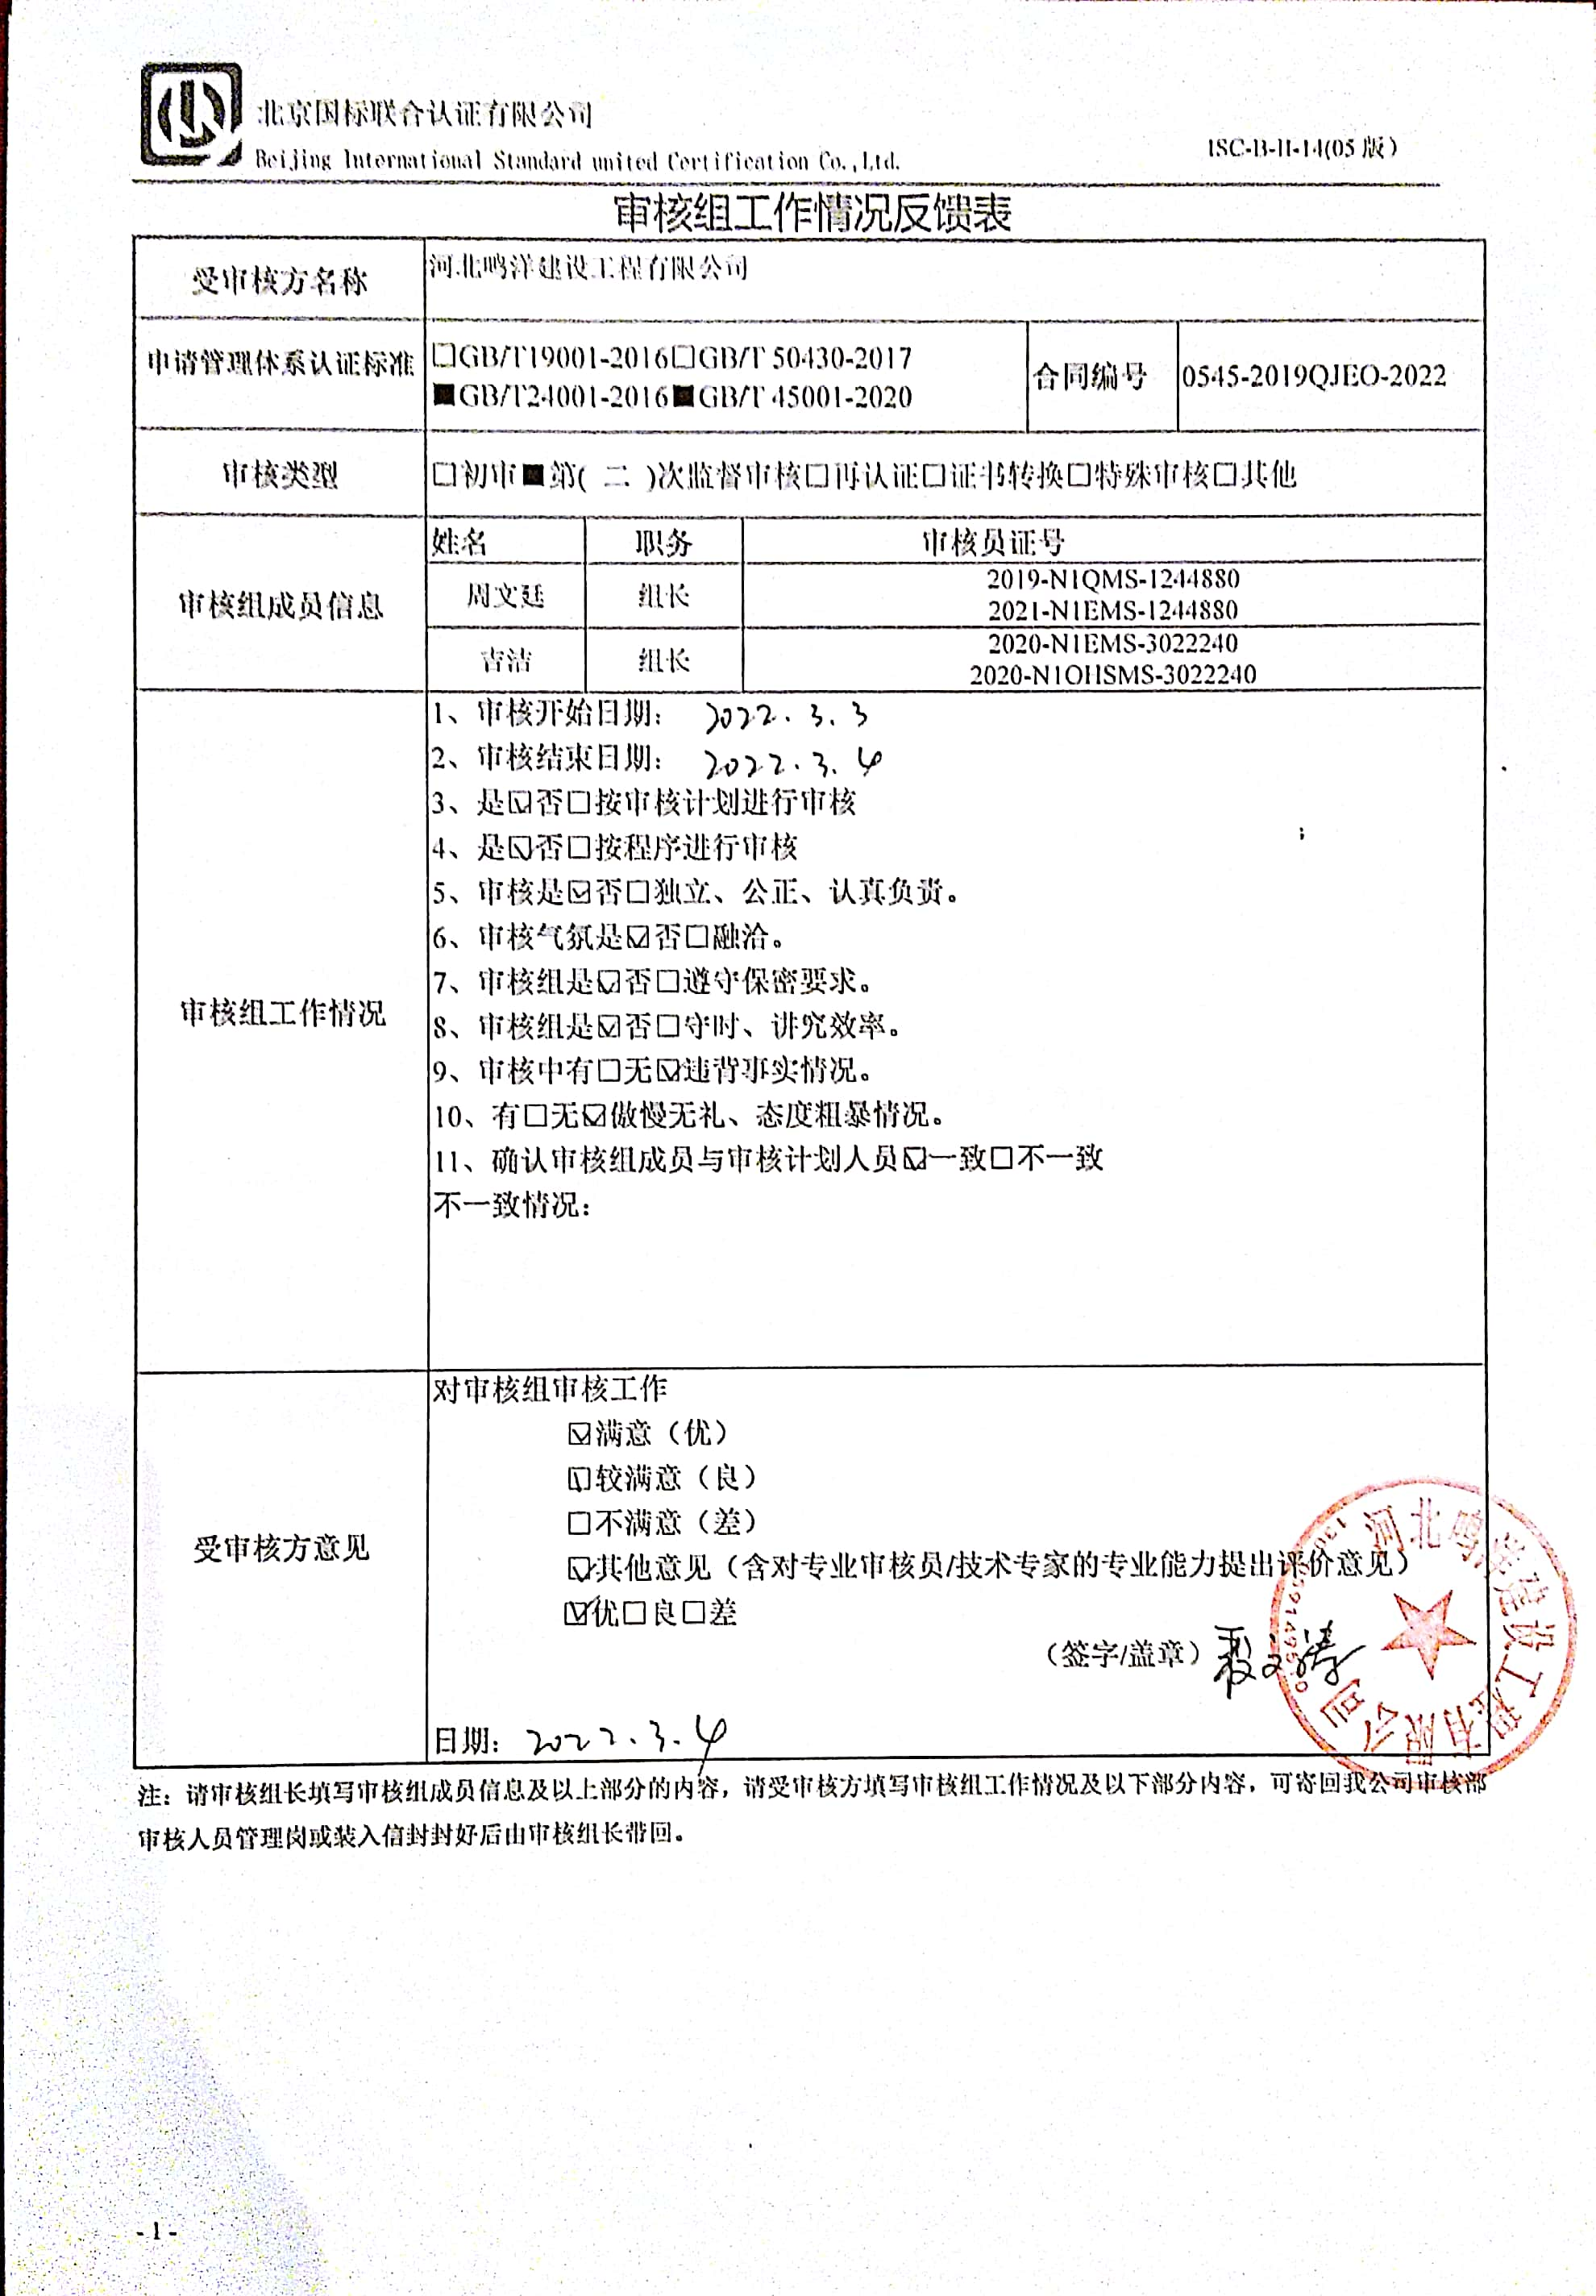 北京国标联合认证有限公司
Beijing International Standard united Certification Co.,Ltd.
ISC-B-II-14(05 版)
审核组工作情况反馈表
受审核方名称 河北鸣洋建设工程有限公司
申请管理体系认证标准 □GB/T19001-2016□GB/T 50430-2017
■GB/T24001-2016■GB/T 45001-2020
合同编号 0545-2019QJEO-2022
审核类型 □初审■第( 二 )次监督审核□再认证□证书转换□特殊审核□其他
审核组成员信息
姓名 职务 审核员证号
周文廷 组长 2019-N1QMS-1244880
2021-N1EMS-1244880
吉洁 组长 2020-N1EMS-3022240
2020-N1OHSMS-3022240
审核组工作情况
1、审核开始日期： 2022.3.3
2、审核结束日期： 2022.3.4
3、是☑否□按审核计划进行审核
4、是☑否□按程序进行审核
5、审核是☑否□独立、公正、认真负责。
6、审核气氛是☑否□融洽。
7、审核组是☑否□遵守保密要求。
8、审核组是☑否□守时、讲究效率。
9、审核中有□无☑违背事实情况。
10、有□无☑傲慢无礼、态度粗暴情况。
11、确认审核组成员与审核计划人员☑一致□不一致
不一致情况：
受审核方意见
对审核组审核工作
☑满意（优）
☑较满意（良）
□不满意（差）
☑其他意见（含对专业审核员/技术专家的专业能力提出评价意见）
☑优□良□差
（签字/盖章）
河北鸣洋建设工程有限公司
日期： 2022.3.4
注：请审核组长填写审核组成员信息及以上部分的内容，请受审核方填写审核组工作情况及以下部分内容，可寄回我公司审核部
审核人员管理岗或装入信封封好后由审核组长带回。
- 1 -